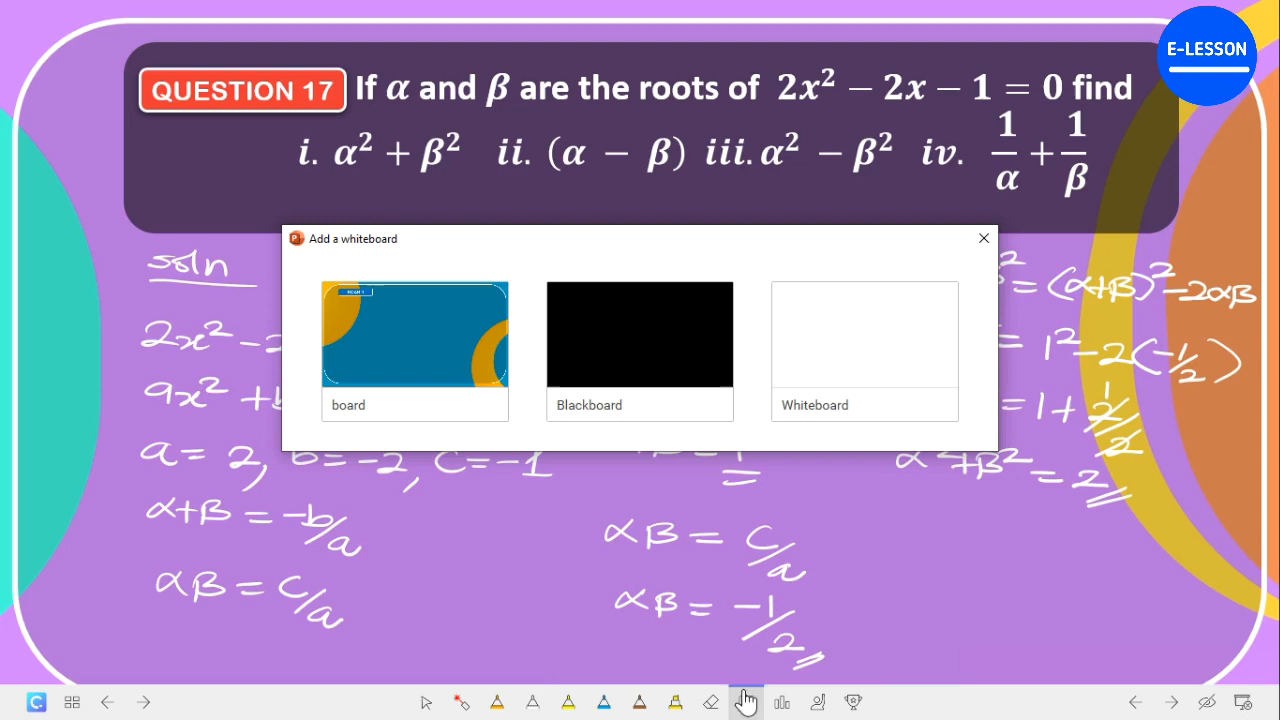 E-LESSON
QUESTION 17 If α and β are the roots of 2x² − 2x − 1 = 0 find
i. α² + β² ii. (α − β) iii. α² − β² iv. 1/α + 1/β
Add a whiteboard
board
Blackboard
Whiteboard
soln
2x² - 2
ax² + b
a = 2, b = -2, c = -1
α+β = -b/a
αβ = c/a
αβ = c/a
αβ = -1/2
² = (α+β)² - 2αβ
= 1² - 2(-1/2)
= 1 + 2/2
α² + β² = 2